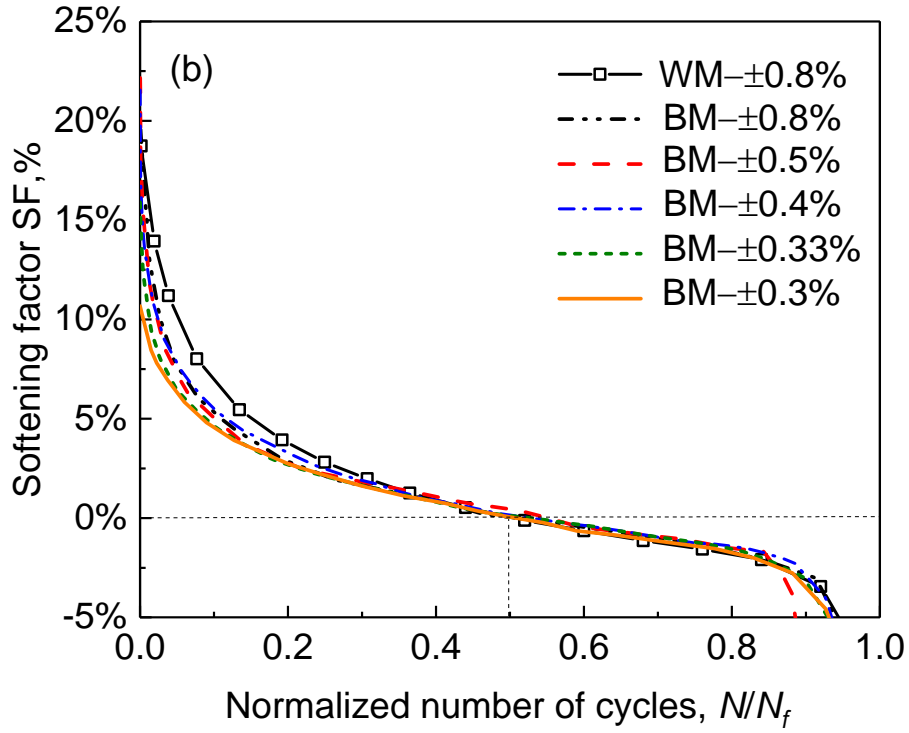 25%
(b)
WM–±0.8%
BM–±0.8%
BM–±0.5%
BM–±0.4%
BM–±0.33%
BM–±0.3%
20%
15%
10%
5%
0%
-5%
Softening factor SF,%
0.0 0.2 0.4 0.6 0.8 1.0
Normalized number of cycles, N/Nf